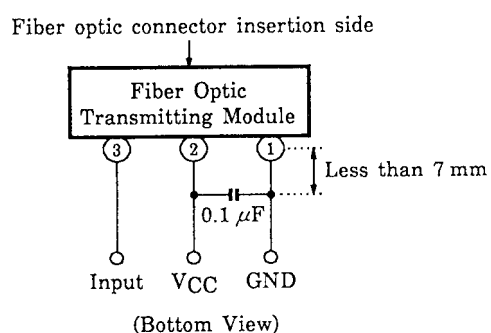 Fiber optic connector insertion side
Fiber Optic
Transmitting Module
3 2 1
Less than 7 mm
0.1 μF
Input VCC GND
(Bottom View)